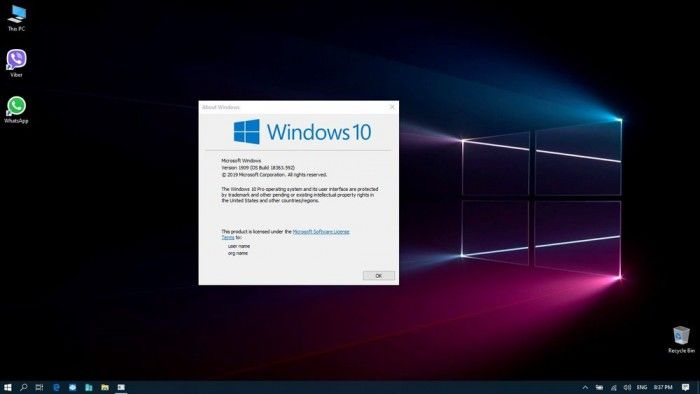 This PC
Viber
WhatsApp
About Windows
Windows 10
Microsoft Windows
Version 1909 (OS Build 18363.592)
© 2019 Microsoft Corporation. All rights reserved.
The Windows 10 Pro operating system and its user interface are protected
by trademark and other pending or existing intellectual property rights in
the United States and other countries/regions.
This product is licensed under the Microsoft Software License
Terms to:
user name
org name
OK
Recycle Bin
ENG 8:37 PM